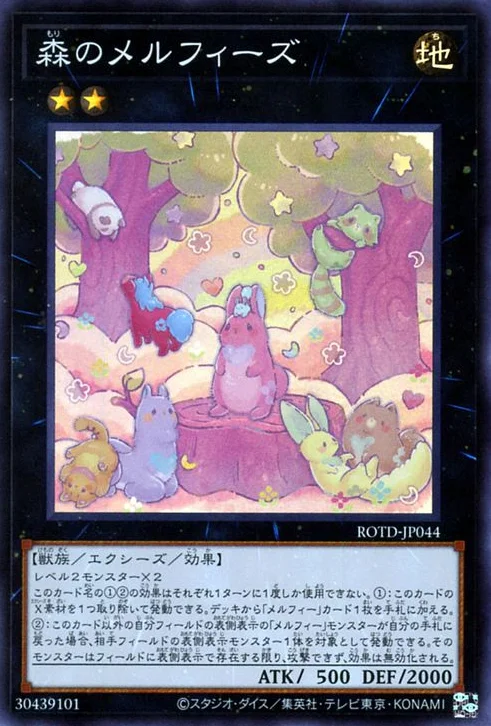 森のメルフィーズ
地
ROTD-JP044
【獣族／エクシーズ／効果】
レベル２モンスター×２
このカード名の①②の効果はそれぞれ１ターンに１度しか使用できない。①：このカードの
X素材を１つ取り除いて発動できる。デッキから「メルフィー」カード１枚を手札に加える。
②：このカード以外の自分フィールドの表側表示の「メルフィー」モンスターが自分の手札に
戻った場合、相手フィールドの表側表示モンスター１体を対象として発動できる。その
モンスターはフィールドに表側表示で存在する限り、攻撃できず、効果は無効化される。
ATK/ 500 DEF/2000
30439101
©スタジオ・ダイス／集英社・テレビ東京・KONAMI